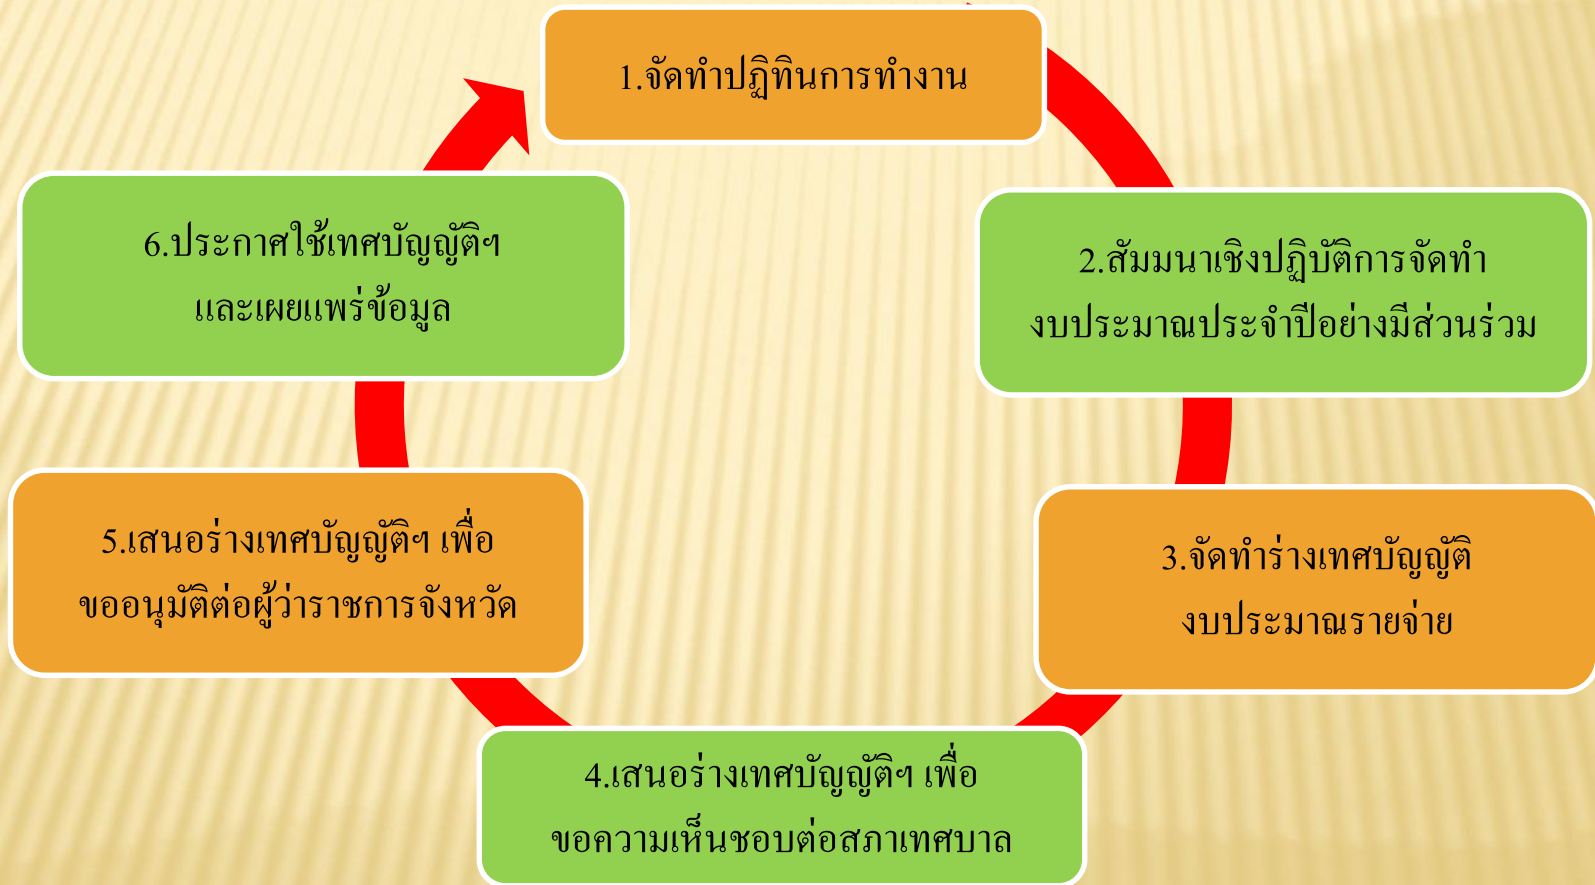 1.จัดทำปฏิทินการทำงาน
2.สัมมนาเชิงปฏิบัติการจัดทำ
งบประมาณประจำปีอย่างมีส่วนร่วม
3.จัดทำร่างเทศบัญญัติ
งบประมาณรายจ่าย
4.เสนอร่างเทศบัญญัติฯ เพื่อ
ขอความเห็นชอบต่อสภาเทศบาล
5.เสนอร่างเทศบัญญัติฯ เพื่อ
ขออนุมัติต่อผู้ว่าราชการจังหวัด
6.ประกาศใช้เทศบัญญัติฯ
และเผยแพร่ข้อมูล